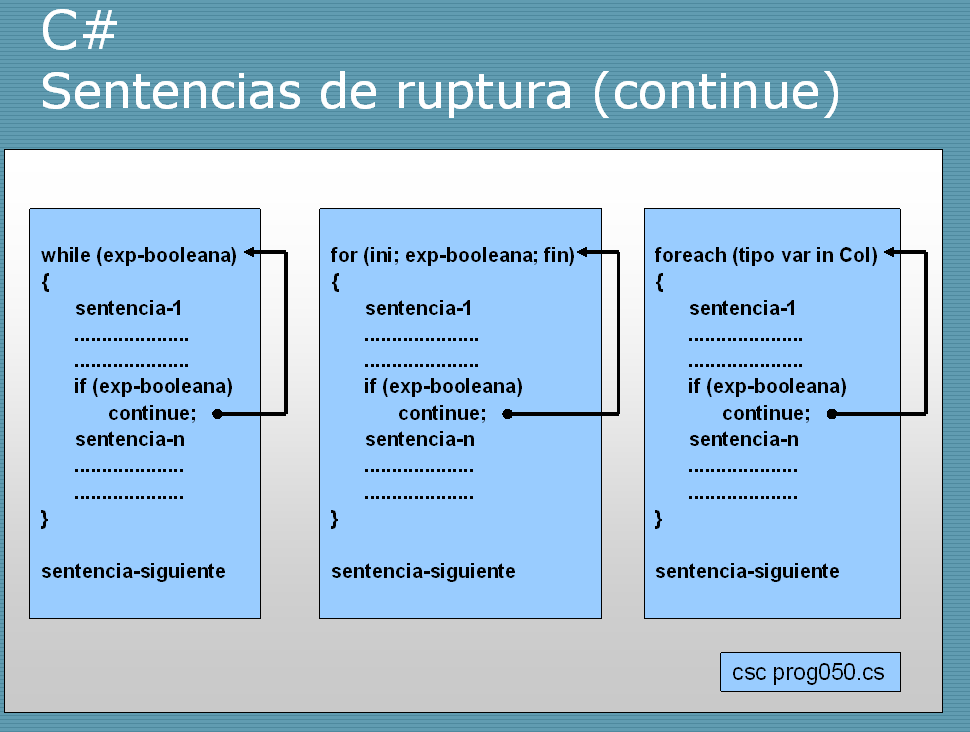 C#
Sentencias de ruptura (continue)
while (exp-booleana)
{
sentencia-1
.....................
.....................
if (exp-booleana)
continue;
sentencia-n
....................
....................
}
sentencia-siguiente
for (ini; exp-booleana; fin)
{
sentencia-1
.....................
.....................
if (exp-booleana)
continue;
sentencia-n
....................
....................
}
sentencia-siguiente
foreach (tipo var in Col)
{
sentencia-1
.....................
.....................
if (exp-booleana)
continue;
sentencia-n
....................
....................
}
sentencia-siguiente
csc prog050.cs